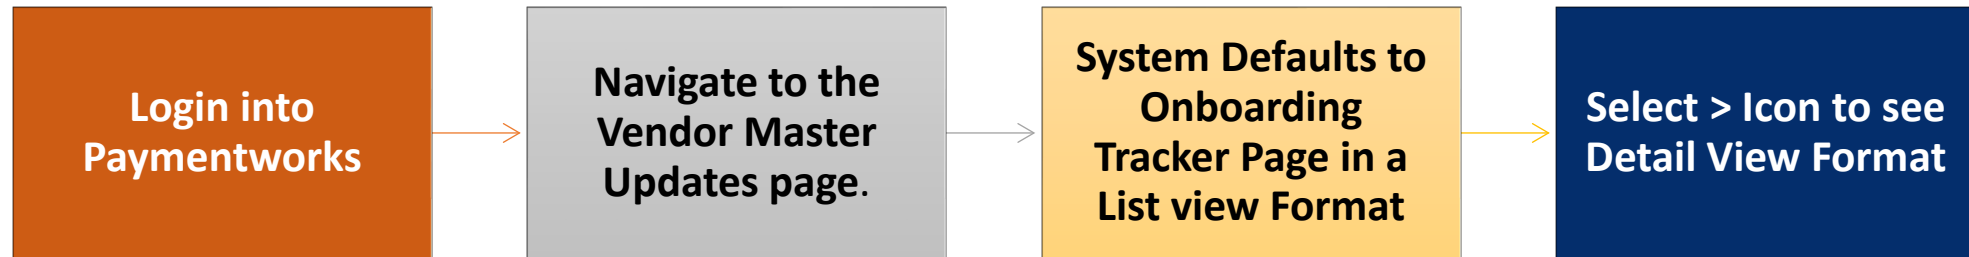 Login into
Paymentworks
Navigate to the
Vendor Master
Updates page.
System Defaults to
Onboarding
Tracker Page in a
List view Format
Select > Icon to see
Detail View Format